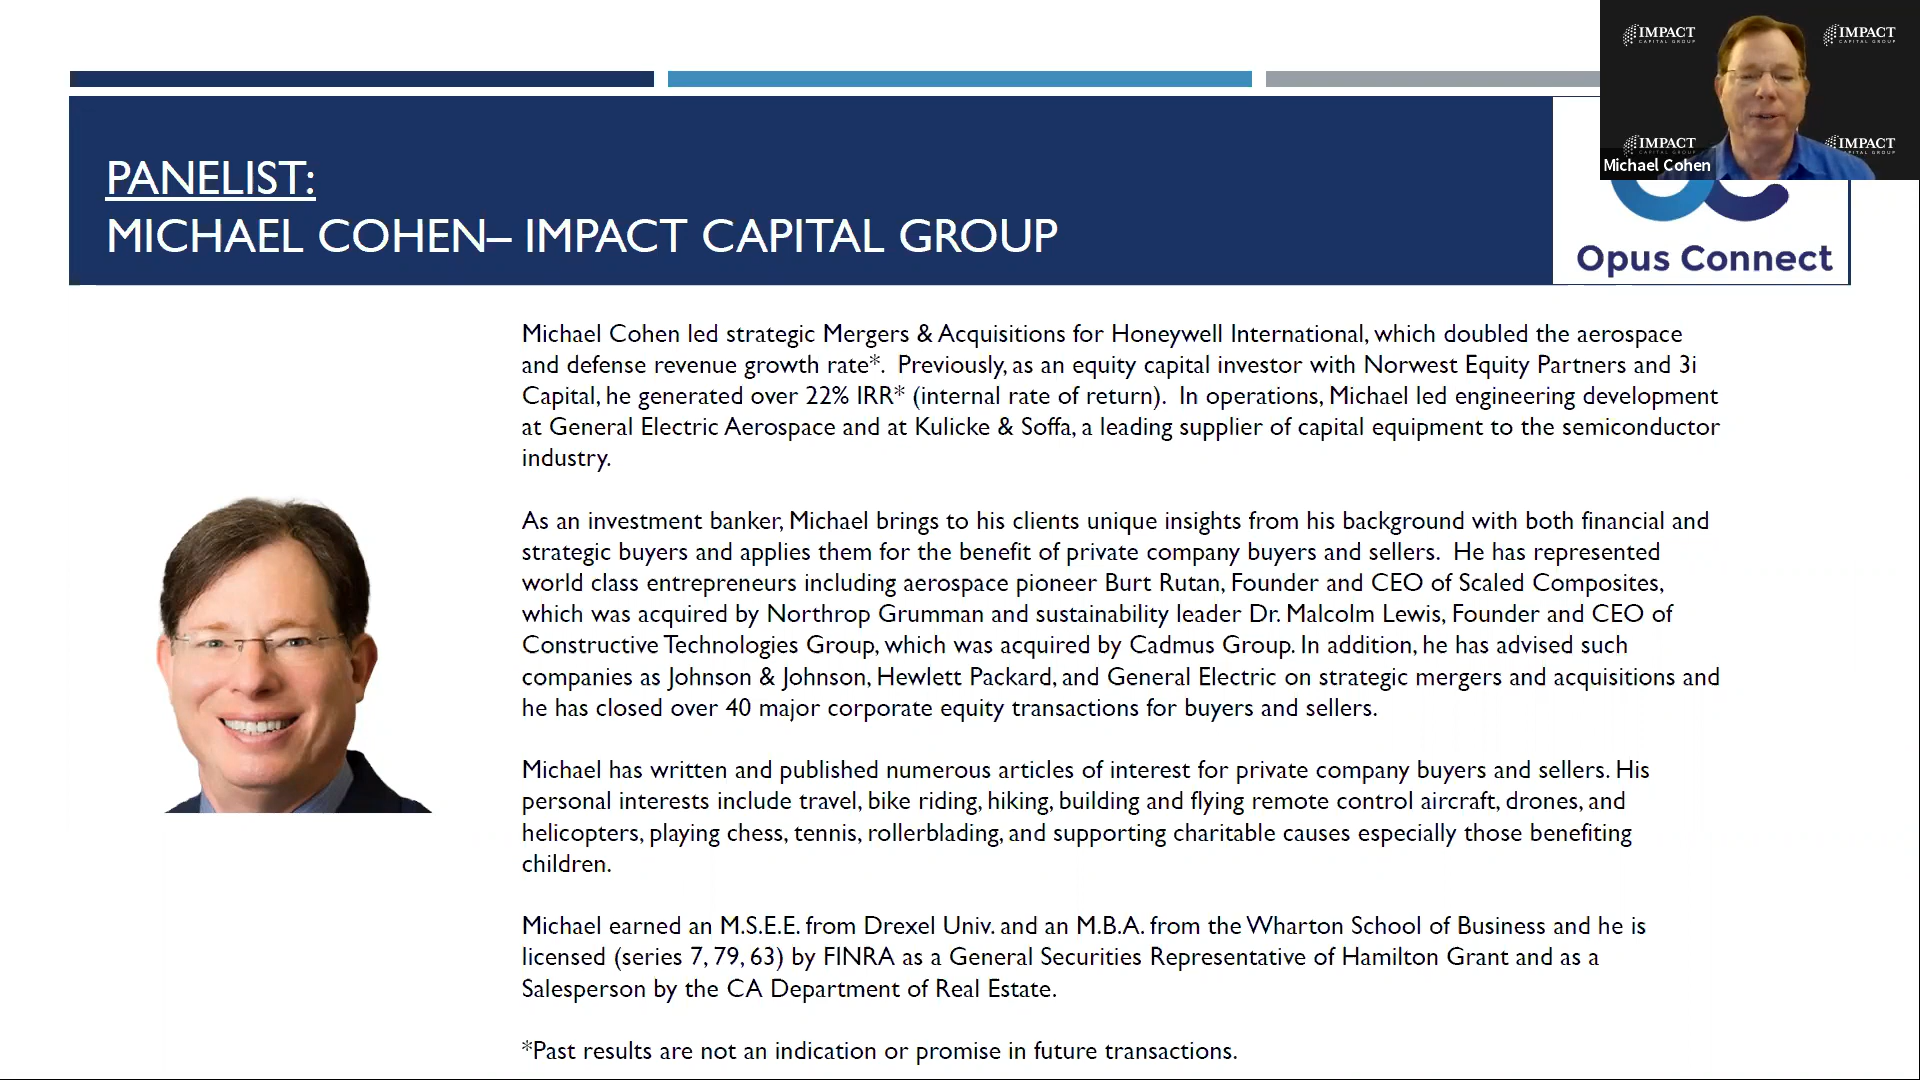 IMPACT
CAPITAL GROUP
IMPACT
CAPITAL GROUP
IMPACT
CAPITAL GROUP
IMPACT
CAPITAL GROUP
Michael Cohen
PANELIST:
MICHAEL COHEN– IMPACT CAPITAL GROUP
Opus Connect
Michael Cohen led strategic Mergers & Acquisitions for Honeywell International, which doubled the aerospace
and defense revenue growth rate*.  Previously, as an equity capital investor with Norwest Equity Partners and 3i
Capital, he generated over 22% IRR* (internal rate of return).  In operations, Michael led engineering development
at General Electric Aerospace and at Kulicke & Soffa, a leading supplier of capital equipment to the semiconductor
industry.
As an investment banker, Michael brings to his clients unique insights from his background with both financial and
strategic buyers and applies them for the benefit of private company buyers and sellers.  He has represented
world class entrepreneurs including aerospace pioneer Burt Rutan, Founder and CEO of Scaled Composites,
which was acquired by Northrop Grumman and sustainability leader Dr. Malcolm Lewis, Founder and CEO of
Constructive Technologies Group, which was acquired by Cadmus Group. In addition, he has advised such
companies as Johnson & Johnson, Hewlett Packard, and General Electric on strategic mergers and acquisitions and
he has closed over 40 major corporate equity transactions for buyers and sellers.
Michael has written and published numerous articles of interest for private company buyers and sellers. His
personal interests include travel, bike riding, hiking, building and flying remote control aircraft, drones, and
helicopters, playing chess, tennis, rollerblading, and supporting charitable causes especially those benefiting
children.
Michael earned an M.S.E.E. from Drexel Univ. and an M.B.A. from the Wharton School of Business and he is
licensed (series 7, 79, 63) by FINRA as a General Securities Representative of Hamilton Grant and as a
Salesperson by the CA Department of Real Estate.
*Past results are not an indication or promise in future transactions.